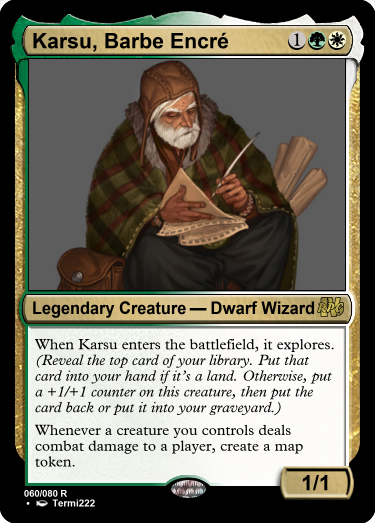 Karsu, Barbe Encré 1
Legendary Creature — Dwarf Wizard
When Karsu enters the battlefield, it explores.
(Reveal the top card of your library. Put that
card into your hand if it's a land. Otherwise, put
a +1/+1 counter on this creature, then put the
card back or put it into your graveyard.)
Whenever a creature you controls deals
combat damage to a player, create a map
token.
1/1
060/080 R
• Termi222